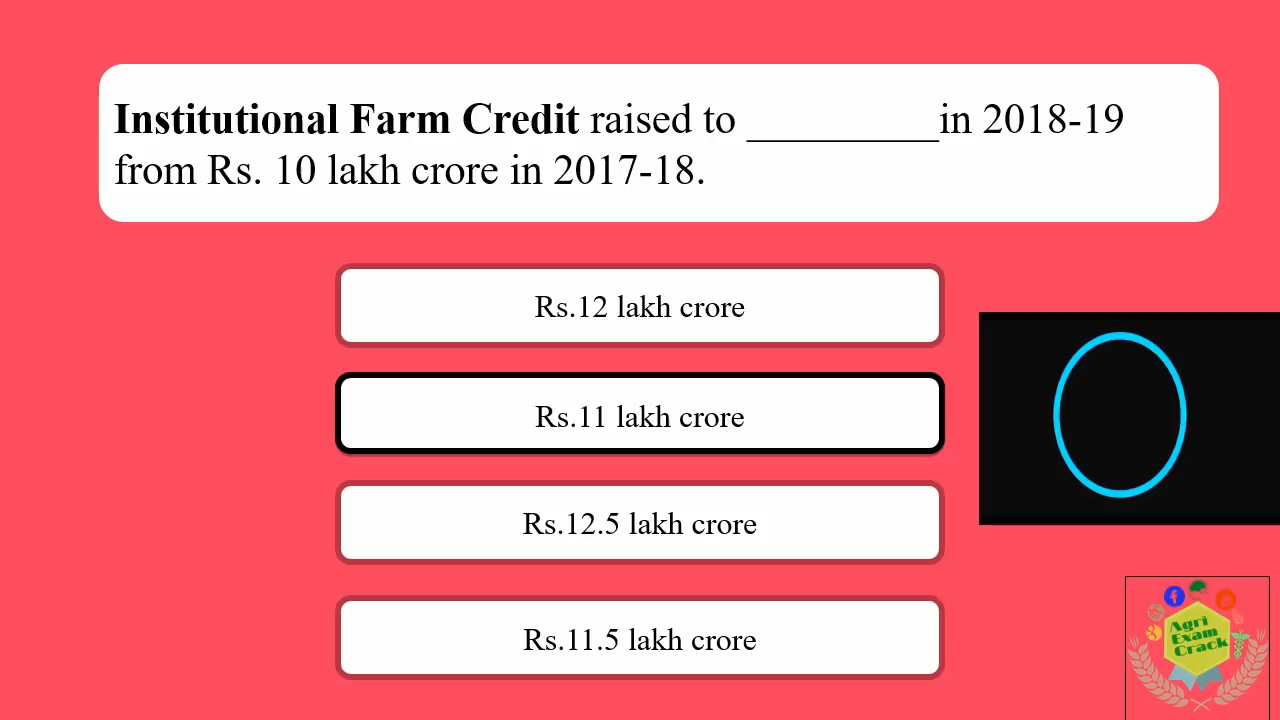 Institutional Farm Credit raised to _________in 2018-19
from Rs. 10 lakh crore in 2017-18.
Rs.12 lakh crore
Rs.11 lakh crore
Rs.12.5 lakh crore
Rs.11.5 lakh crore
Agri
Exam
Crack